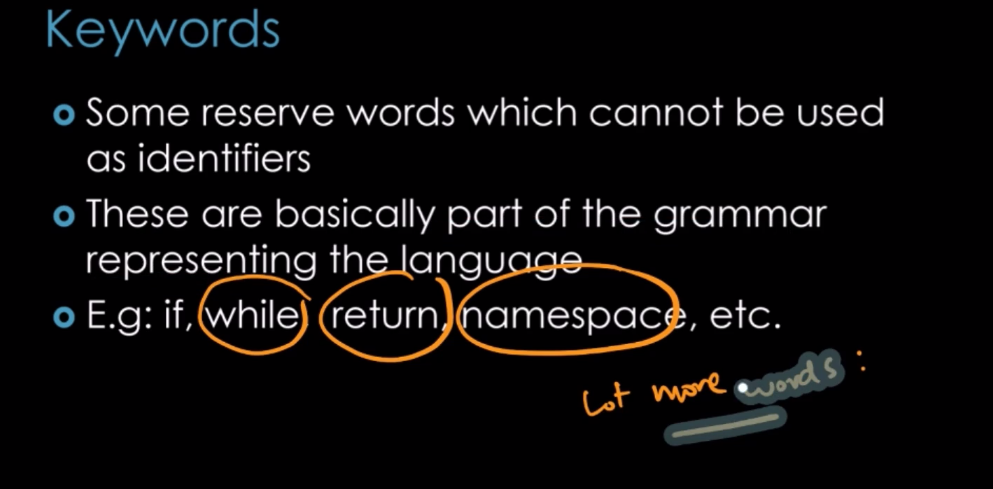 Keywords
Some reserve words which cannot be used
as identifiers
These are basically part of the grammar
representing the language
E.g: if, while, return, namespace, etc.
Lot more words :